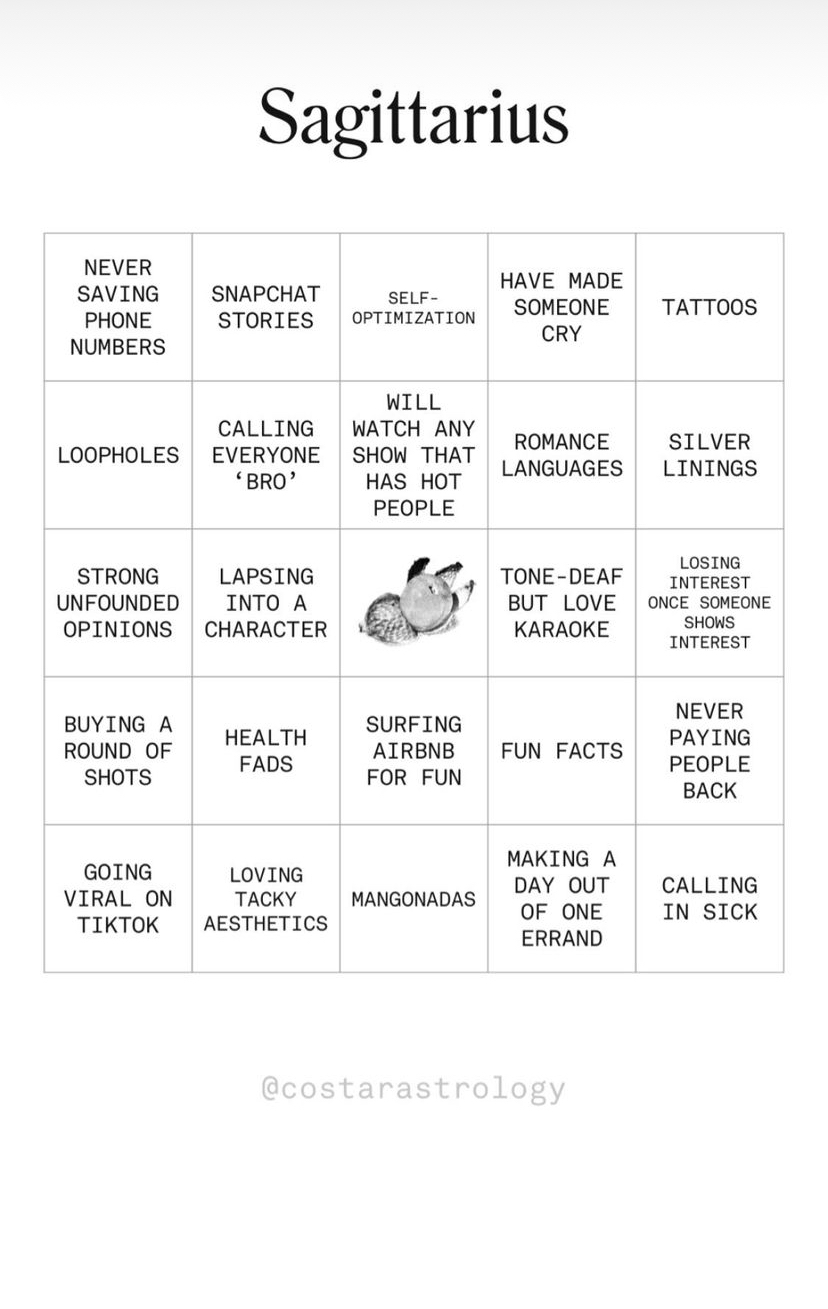 Sagittarius
NEVER
SAVING
PHONE
NUMBERS
SNAPCHAT
STORIES
SELF-
OPTIMIZATION
HAVE MADE
SOMEONE
CRY
TATTOOS
LOOPHOLES
CALLING
EVERYONE
‘BRO’
WILL
WATCH ANY
SHOW THAT
HAS HOT
PEOPLE
ROMANCE
LANGUAGES
SILVER
LININGS
STRONG
UNFOUNDED
OPINIONS
LAPSING
INTO A
CHARACTER
TONE-DEAF
BUT LOVE
KARAOKE
LOSING
INTEREST
ONCE SOMEONE
SHOWS
INTEREST
BUYING A
ROUND OF
SHOTS
HEALTH
FADS
SURFING
AIRBNB
FOR FUN
FUN FACTS
NEVER
PAYING
PEOPLE
BACK
GOING
VIRAL ON
TIKTOK
LOVING
TACKY
AESTHETICS
MANGONADAS
MAKING A
DAY OUT
OF ONE
ERRAND
CALLING
IN SICK
@costarastrology